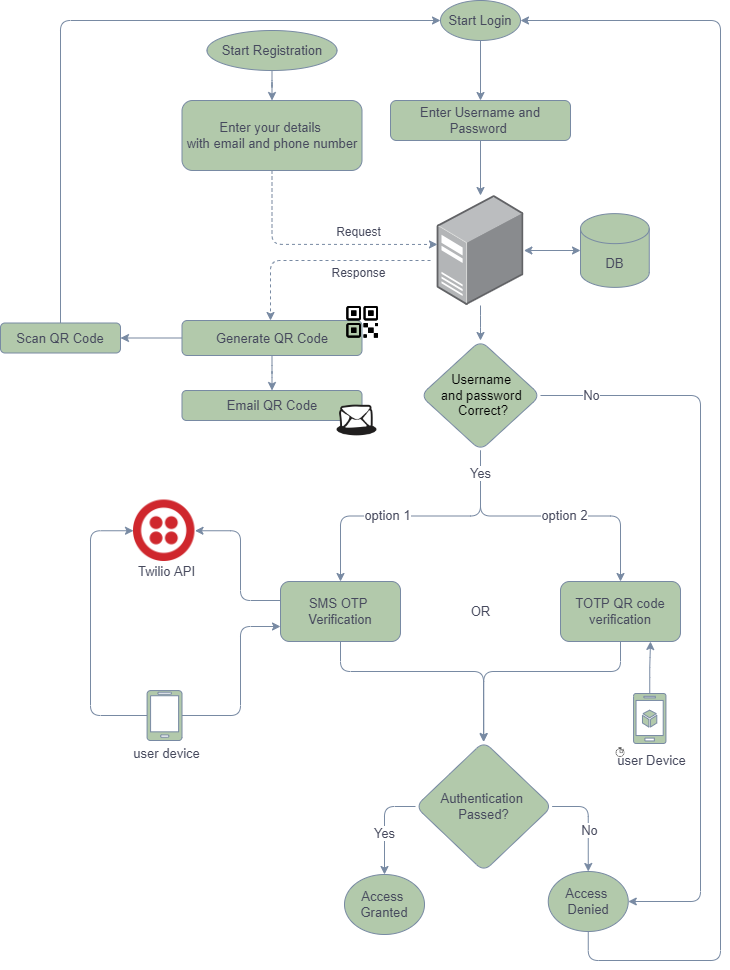 Start Login
Start Registration
Enter your details
with email and phone number
Enter Username and
Password
Request
Response
DB
Scan QR Code
Generate QR Code
Email QR Code
Username
and password
Correct?
No
Yes
option 1
option 2
Twilio API
SMS OTP
Verification
OR
TOTP QR code
verification
user device
user Device
Authentication
Passed?
Yes
No
Access
Granted
Access
Denied